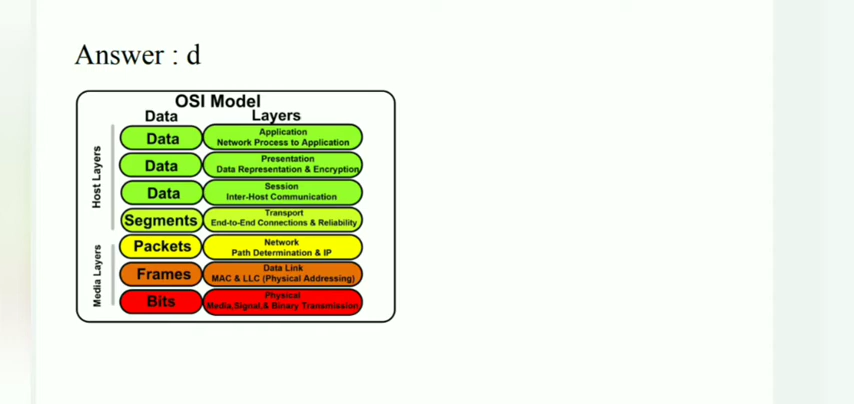 Answer : d
OSI Model
Data Layers
Host Layers
Data
Application
Network Process to Application
Data
Presentation
Data Representation & Encryption
Data
Session
Inter-Host Communication
Segments
Transport
End-to-End Connections & Reliability
Media Layers
Packets
Network
Path Determination & IP
Frames
Data Link
MAC & LLC (Physical Addressing)
Bits
Physical
Media,Signal,& Binary Transmission